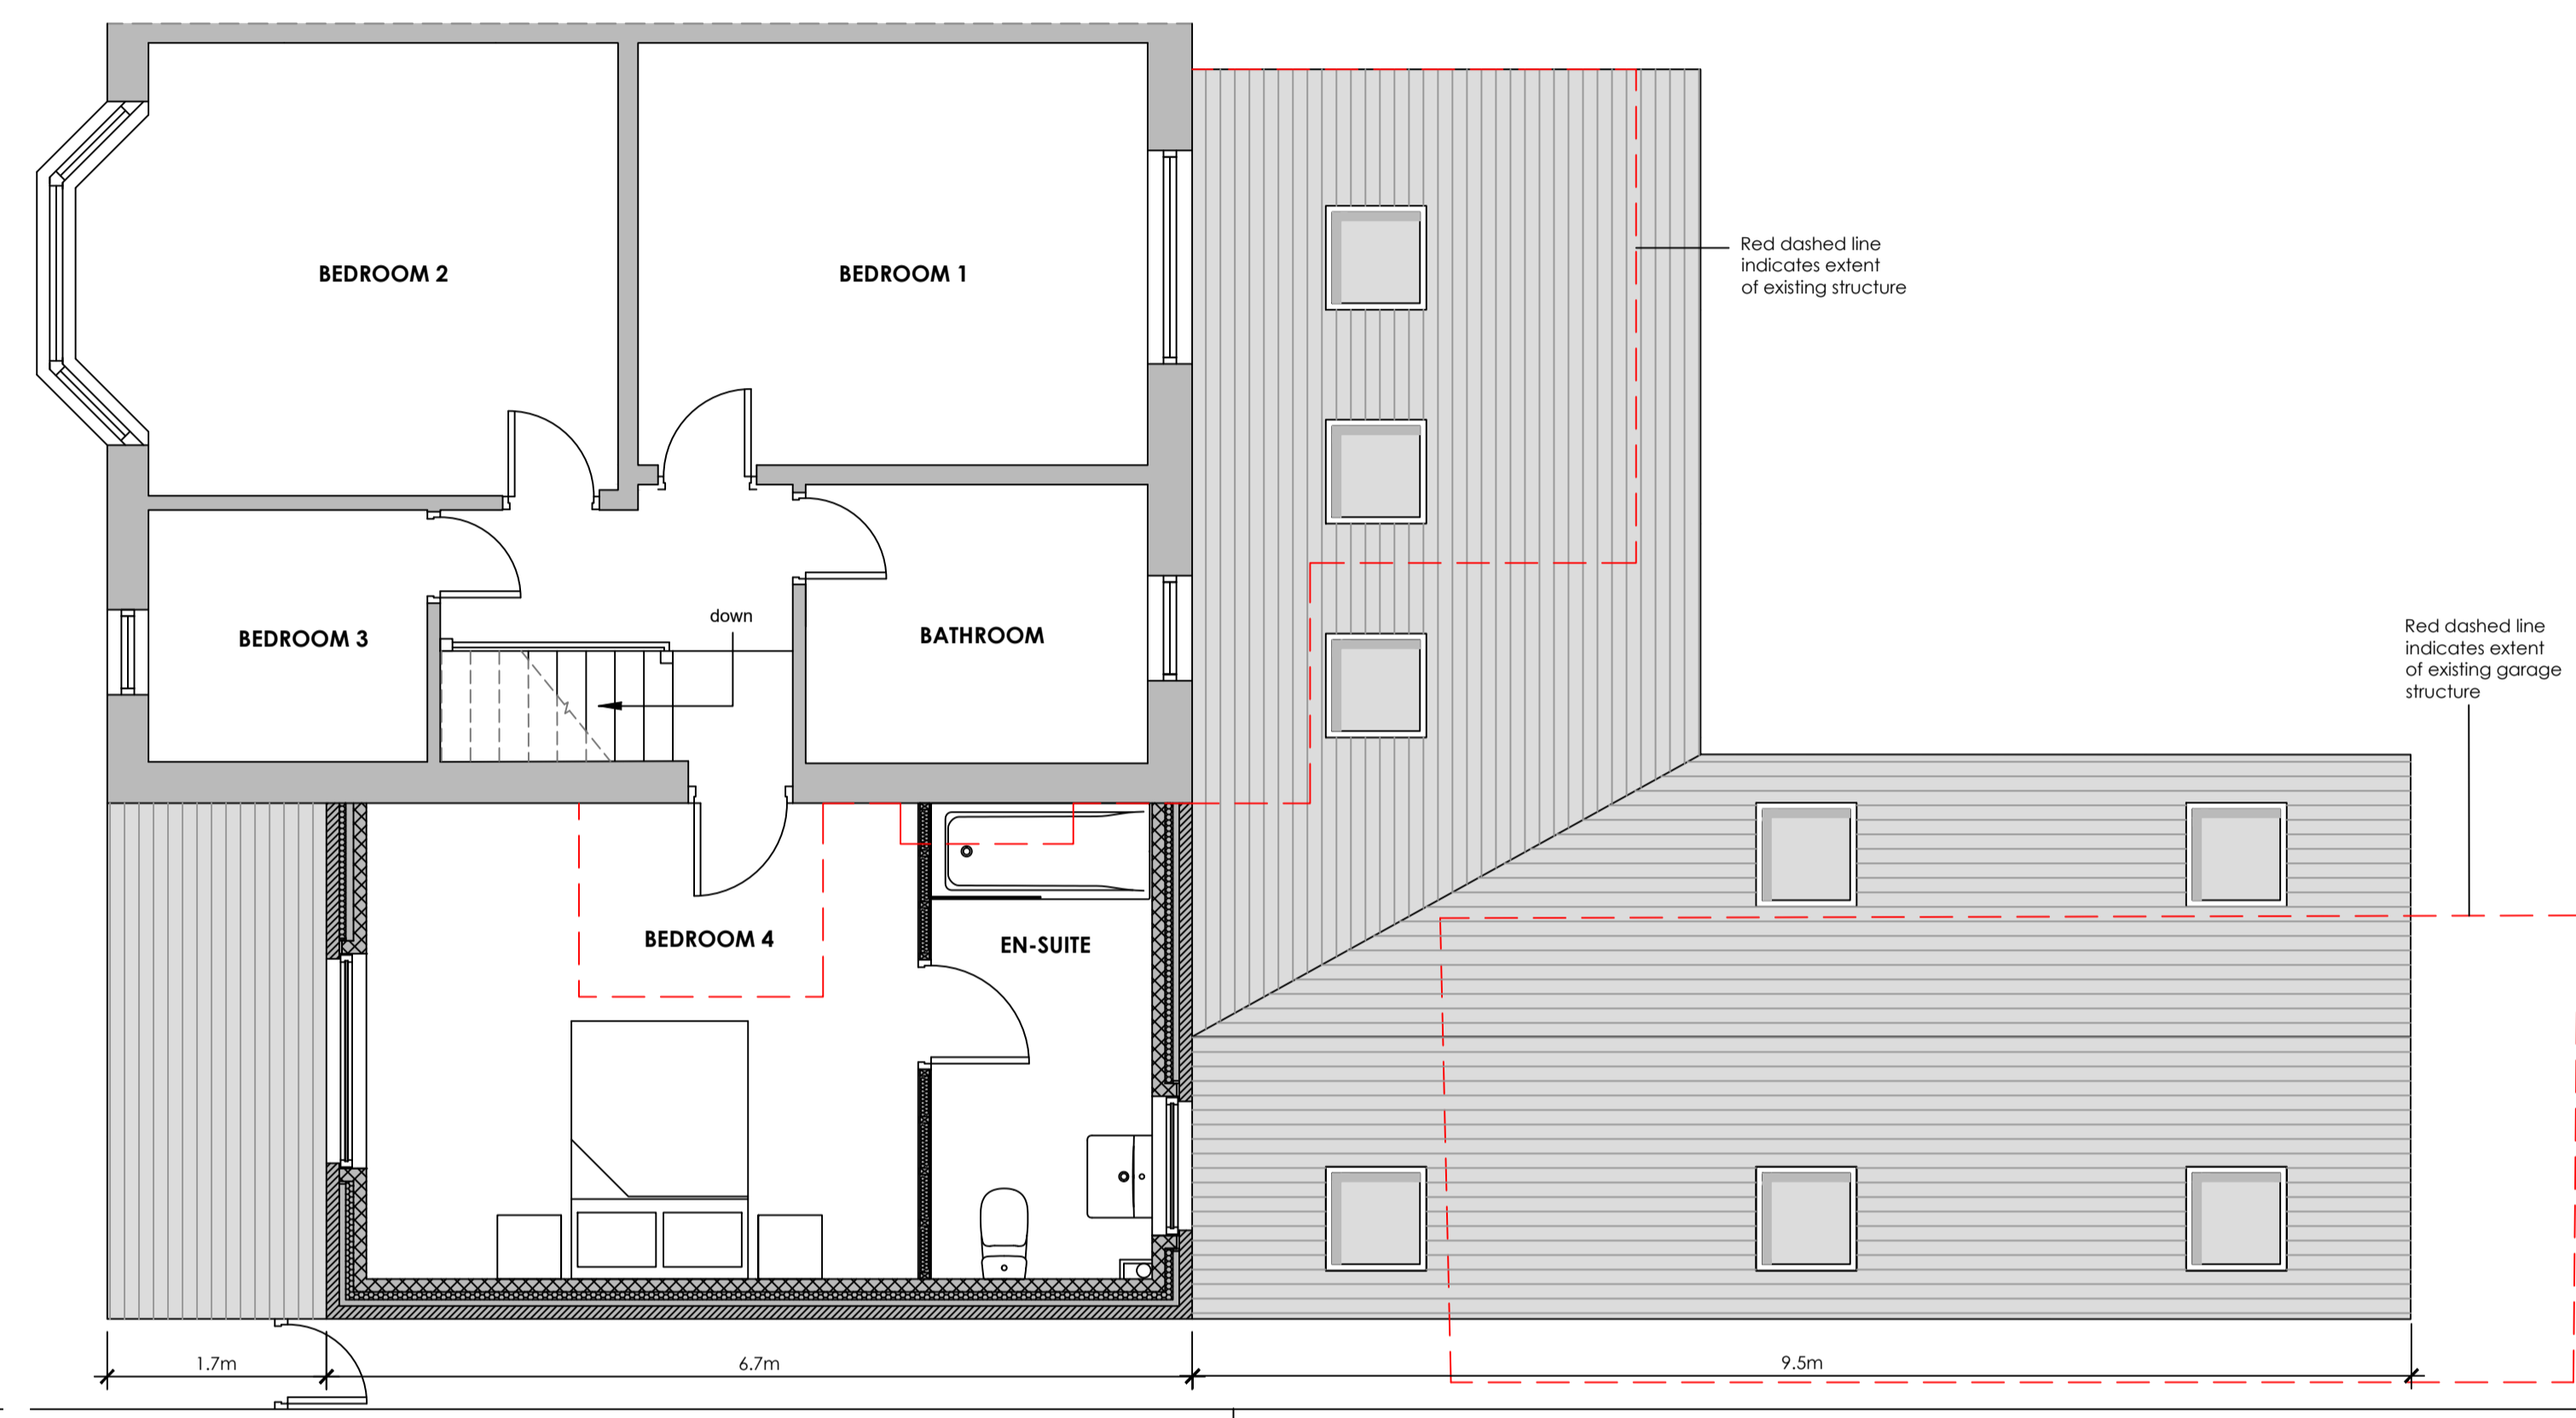 BEDROOM 2
BEDROOM 1
Red dashed line
indicates extent
of existing structure
BEDROOM 3
down
BATHROOM
Red dashed line
indicates extent
of existing garage
structure
BEDROOM 4
EN-SUITE
1.7m
6.7m
9.5m